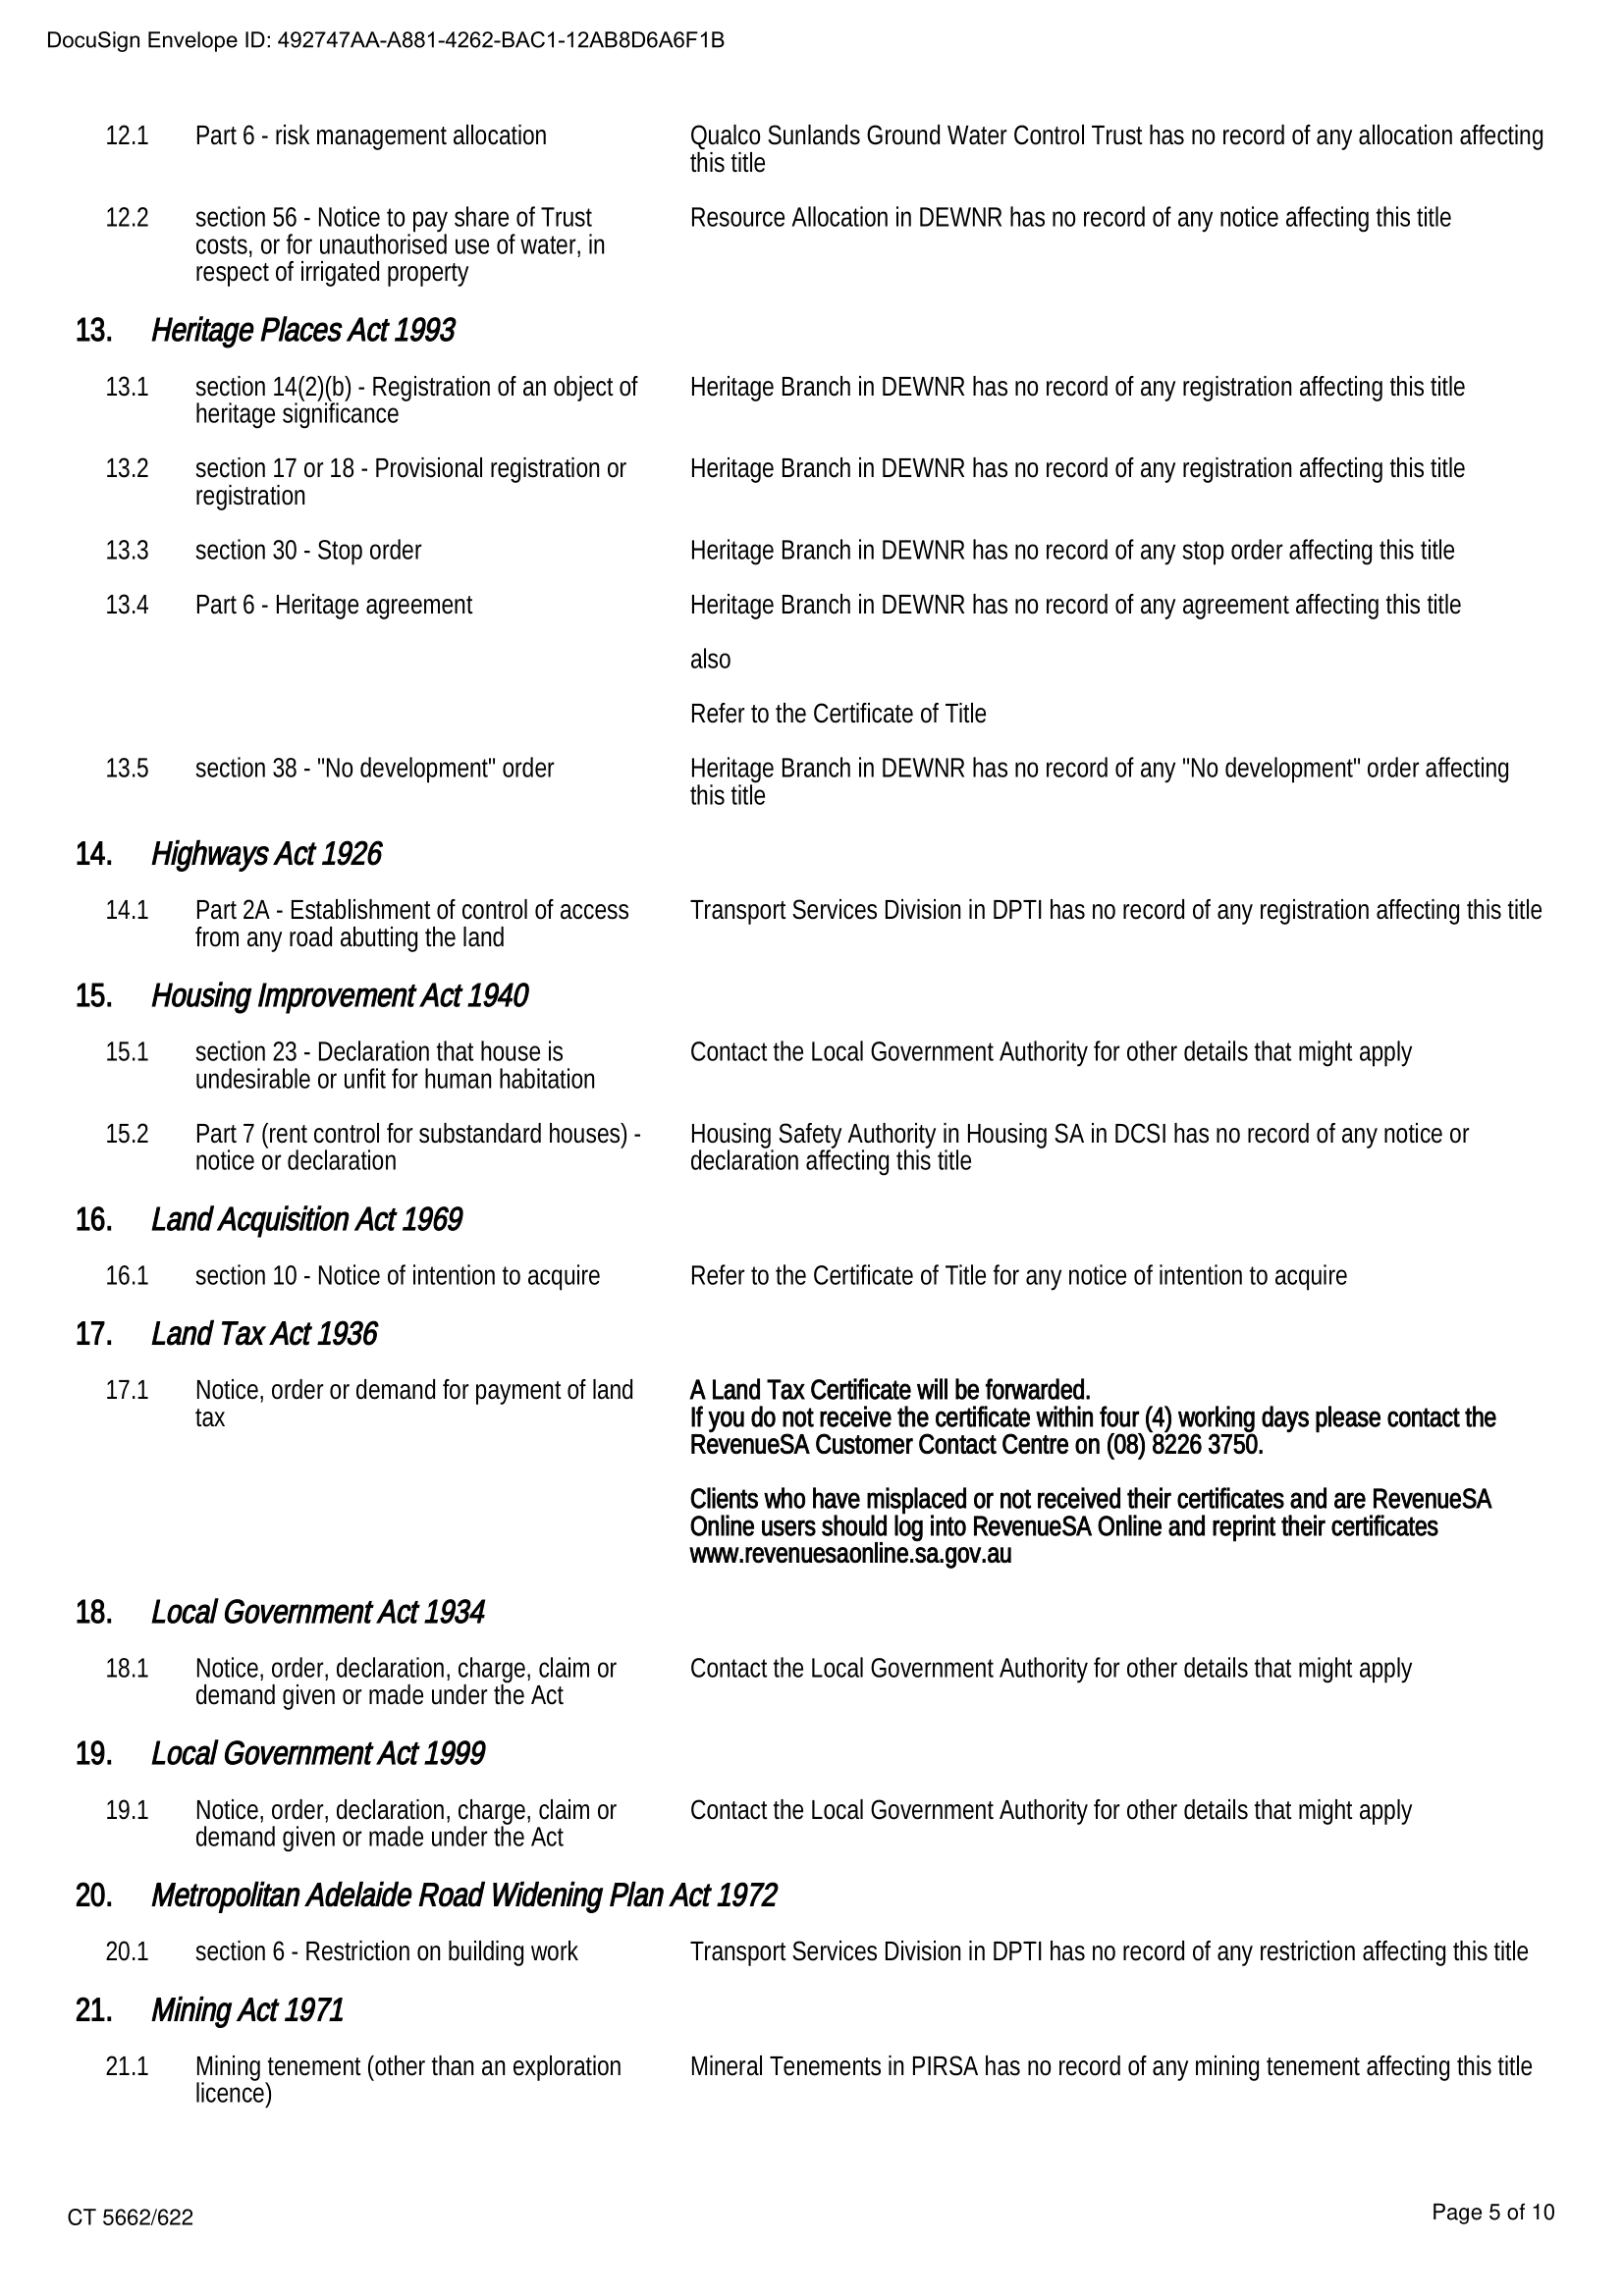 DocuSign Envelope ID: 492747AA-A881-4262-BAC1-12AB8D6A6F1B
12.1 Part 6 - risk management allocation Qualco Sunlands Ground Water Control Trust has no record of any allocation affecting
this title
12.2 section 56 - Notice to pay share of Trust Resource Allocation in DEWNR has no record of any notice affecting this title
costs, or for unauthorised use of water, in
respect of irrigated property
13. Heritage Places Act 1993
13.1 section 14(2)(b) - Registration of an object of Heritage Branch in DEWNR has no record of any registration affecting this title
heritage significance
13.2 section 17 or 18 - Provisional registration or Heritage Branch in DEWNR has no record of any registration affecting this title
registration
13.3 section 30 - Stop order Heritage Branch in DEWNR has no record of any stop order affecting this title
13.4 Part 6 - Heritage agreement Heritage Branch in DEWNR has no record of any agreement affecting this title
also
Refer to the Certificate of Title
13.5 section 38 - "No development" order Heritage Branch in DEWNR has no record of any "No development" order affecting
this title
14. Highways Act 1926
14.1 Part 2A - Establishment of control of access Transport Services Division in DPTI has no record of any registration affecting this title
from any road abutting the land
15. Housing Improvement Act 1940
15.1 section 23 - Declaration that house is Contact the Local Government Authority for other details that might apply
undesirable or unfit for human habitation
15.2 Part 7 (rent control for substandard houses) - Housing Safety Authority in Housing SA in DCSI has no record of any notice or
notice or declaration declaration affecting this title
16. Land Acquisition Act 1969
16.1 section 10 - Notice of intention to acquire Refer to the Certificate of Title for any notice of intention to acquire
17. Land Tax Act 1936
17.1 Notice, order or demand for payment of land A Land Tax Certificate will be forwarded.
tax If you do not receive the certificate within four (4) working days please contact the
RevenueSA Customer Contact Centre on (08) 8226 3750.
Clients who have misplaced or not received their certificates and are RevenueSA
Online users should log into RevenueSA Online and reprint their certificates
www.revenuesaonline.sa.gov.au
18. Local Government Act 1934
18.1 Notice, order, declaration, charge, claim or Contact the Local Government Authority for other details that might apply
demand given or made under the Act
19. Local Government Act 1999
19.1 Notice, order, declaration, charge, claim or Contact the Local Government Authority for other details that might apply
demand given or made under the Act
20. Metropolitan Adelaide Road Widening Plan Act 1972
20.1 section 6 - Restriction on building work Transport Services Division in DPTI has no record of any restriction affecting this title
21. Mining Act 1971
21.1 Mining tenement (other than an exploration Mineral Tenements in PIRSA has no record of any mining tenement affecting this title
licence)
CT 5662/622 Page 5 of 10